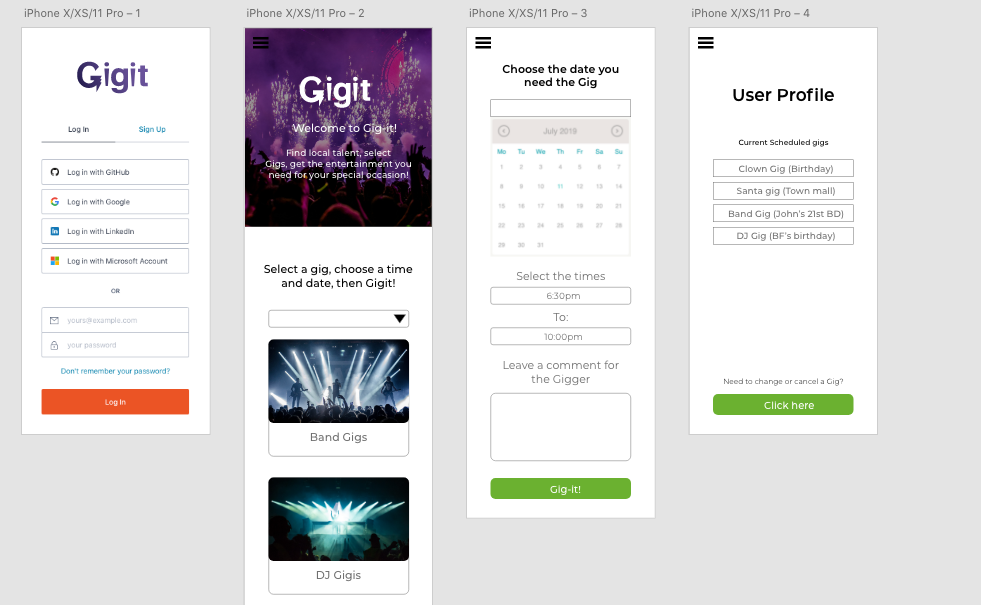 iPhone X/XS/11 Pro – 1
Gigit
Log In
Sign Up
Log in with GitHub
Log in with Google
Log in with LinkedIn
Log in with Microsoft Account
OR
yours@example.com
your password
Don't remember your password?
Log In
iPhone X/XS/11 Pro – 2
Gigit
Welcome to Gig-it!
Find local talent, select
Gigs, get the entertainment you
need for your special occasion!
Select a gig, choose a time
and date, then Gigit!
Band Gigs
DJ Gigis
iPhone X/XS/11 Pro – 3
Choose the date you
need the Gig
July 2019
Mo Tu We Th Fr Sa Su
1 2 3 4 5 6 7
8 9 10 11 12 13 14
15 16 17 18 19 20 21
22 23 24 25 26 27 28
29 30 31
Select the times
6:30pm
To:
10:00pm
Leave a comment for
the Gigger
Gig-It!
iPhone X/XS/11 Pro – 4
User Profile
Current Scheduled gigs
Clown Gig (Birthday)
Santa gig (Town mall)
Band Gig (John's 21st BD)
DJ Gig (BF's birthday)
Need to change or cancel a Gig?
Click here